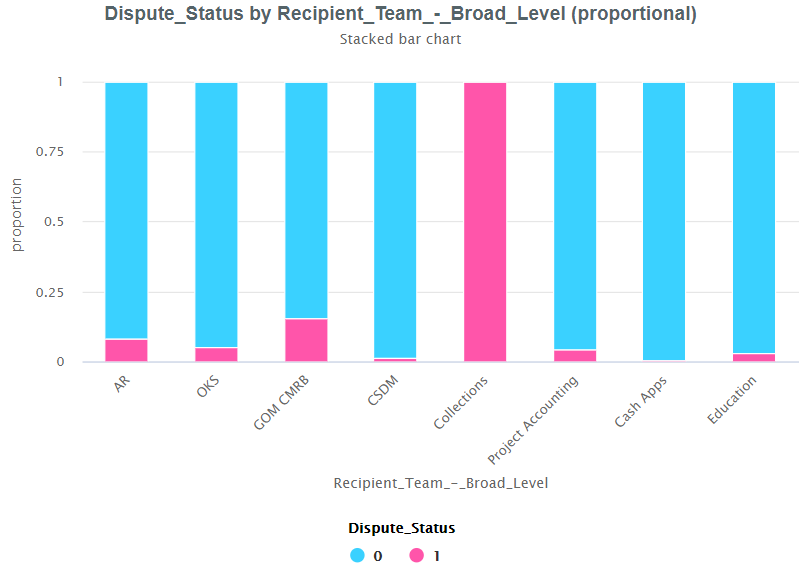 Dispute_Status by Recipient_Team_-_Broad_Level (proportional)
Stacked bar chart
proportion
1
0.75
0.5
0.25
0
AR
OKS
GOM CMRB
CSDM
Collections
Project Accounting
Cash Apps
Education
Recipient_Team_-_Broad_Level
Dispute_Status
0
1